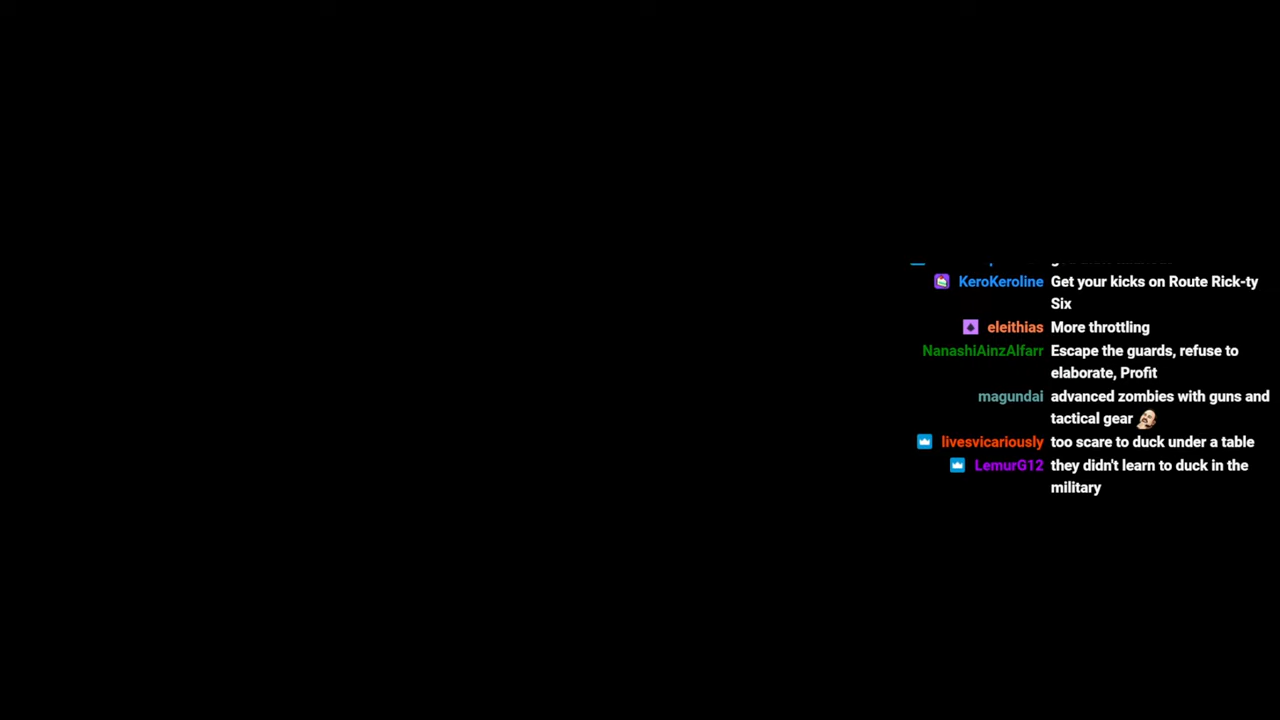 KeroKeroline Get your kicks on Route Rick-ty
Six
eleithias More throttling
NanashiAinzAlfarr Escape the guards, refuse to
elaborate, Profit
magundai advanced zombies with guns and
tactical gear
livesvicariously too scare to duck under a table
LemurG12 they didn't learn to duck in the
military